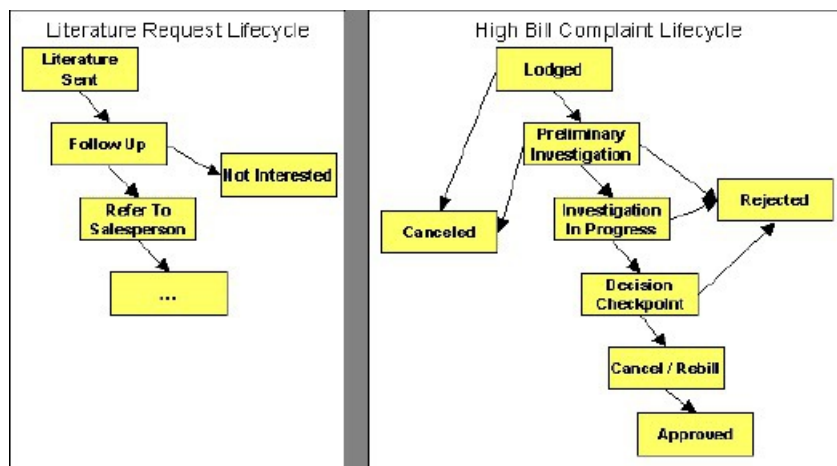 Literature Request Lifecycle
Literature
Sent
Follow Up
Not Interested
Refer To
Salesperson
...
High Bill Complaint Lifecycle
Lodged
Preliminary
Investigation
Canceled
Investigation
In Progress
Rejected
Decision
Checkpoint
Cancel / Rebill
Approved